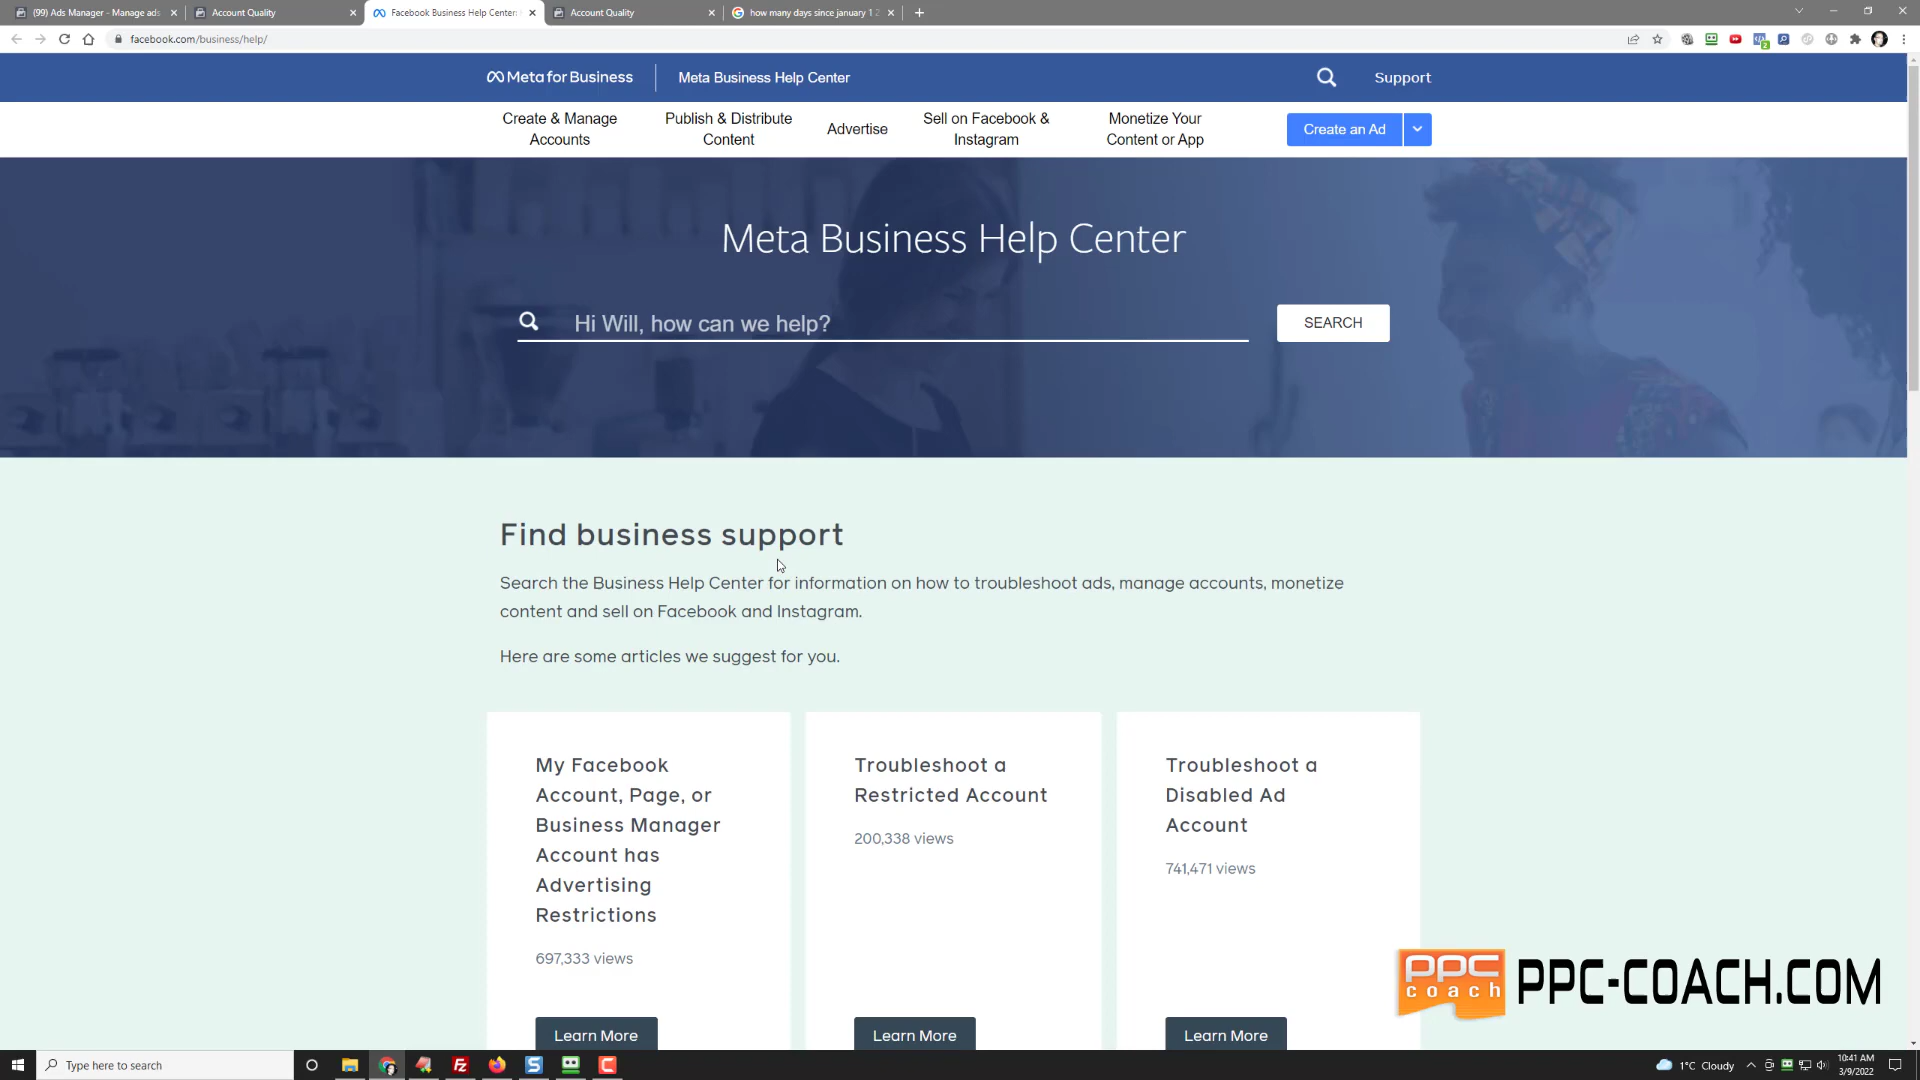 (99) Ads Manager - Manage ads
Account Quality
Facebook Business Help Center:
Account Quality
how many days since january 1 2
facebook.com/business/help/
Meta for Business
Meta Business Help Center
Support
Create & Manage
Accounts
Publish & Distribute
Content
Advertise
Sell on Facebook &
Instagram
Monetize Your
Content or App
Create an Ad
Meta Business Help Center
Hi Will, how can we help?
SEARCH
Find business support
Search the Business Help Center for information on how to troubleshoot ads, manage accounts, monetize
content and sell on Facebook and Instagram.
Here are some articles we suggest for you.
My Facebook
Account, Page, or
Business Manager
Account has
Advertising
Restrictions
697,333 views
Learn More
Troubleshoot a
Restricted Account
200,338 views
Learn More
Troubleshoot a
Disabled Ad
Account
741,471 views
Learn More
PPC
coach
PPC-COACH.COM
Type here to search
1°C Cloudy
10:41 AM
3/9/2022